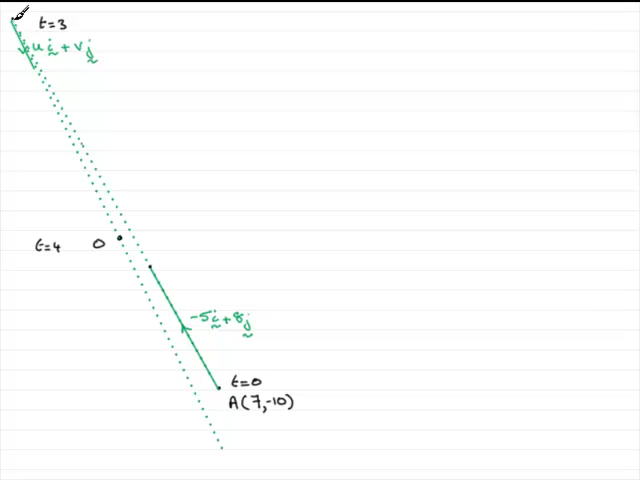 t=3
ui + vj
t=4
O
-5i+8j
t=0
A(7,-10)